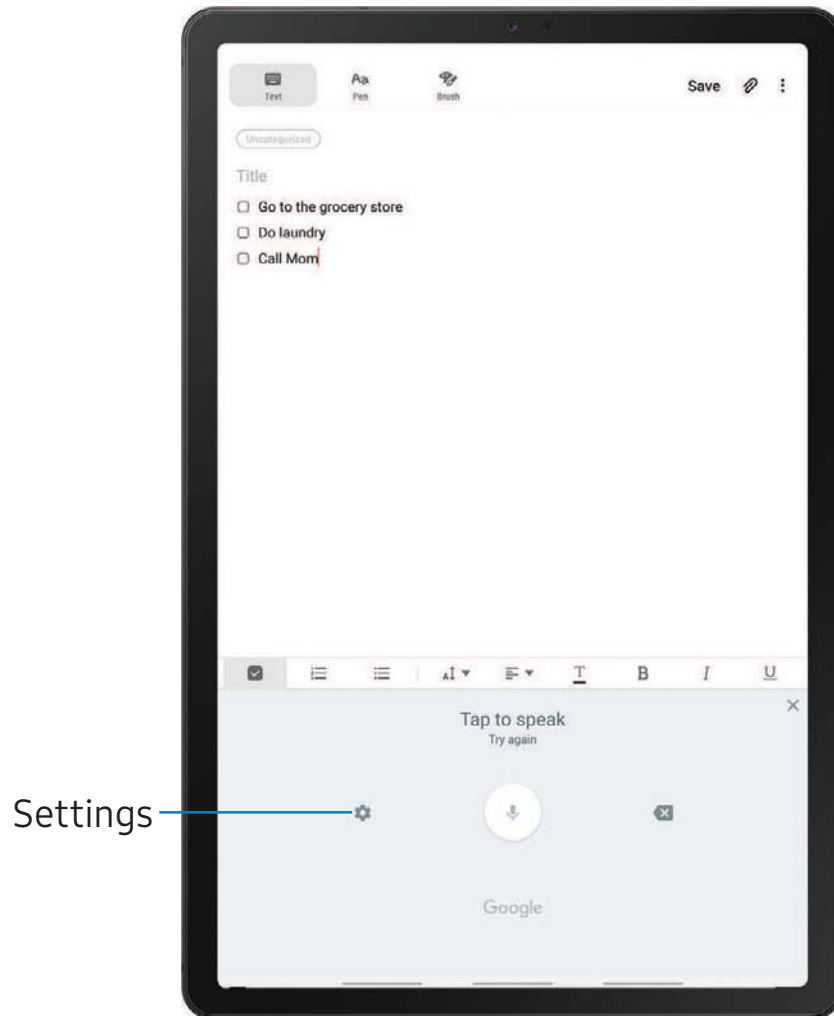 Text
Aa
Pen
Brush
Save
Uncategorized
Title
Go to the grocery store
Do laundry
Call Mom
A
T
B
I
U
Tap to speak
Try again
Settings
Google